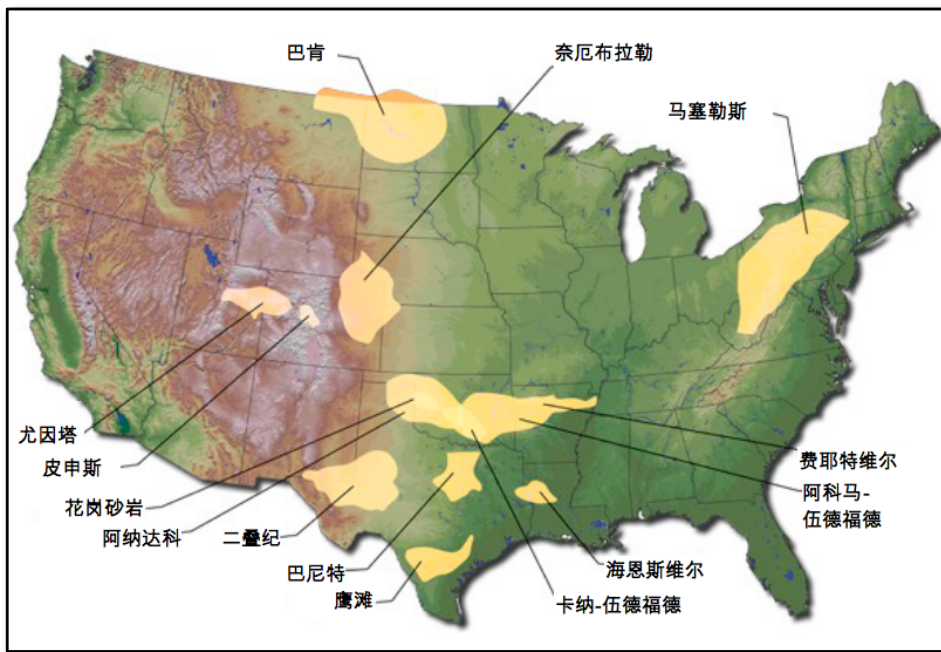 巴肯
奈厄布拉勒
马塞勒斯
尤因塔
皮申斯
花岗砂岩
阿纳达科
二叠纪
巴尼特
鹰滩
费耶特维尔
阿科马-
伍德福德
海恩斯维尔
卡纳-伍德福德